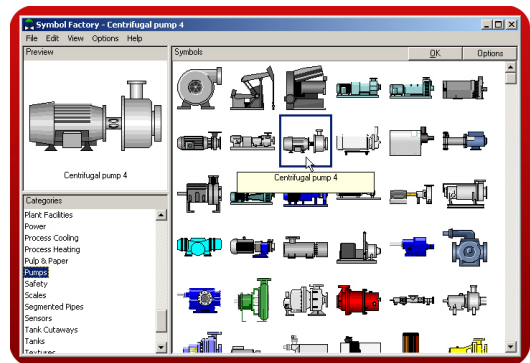 Symbol Factory - Centrifugal pump 4
File Edit View Options Help
Preview
Symbols
OK
Options
Centrifugal pump 4
Centrifugal pump 4
Categories
Plant Facilities
Power
Process Cooling
Process Heating
Pulp & Paper
Pumps
Safety
Scales
Segmented Pipes
Sensors
Tank Cutaways
Tanks
Textures